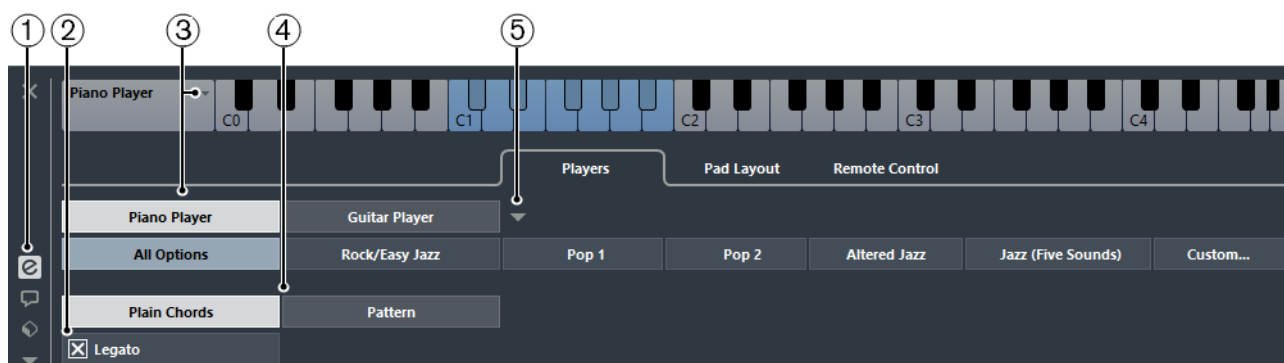 ① ② ③ ④ ⑤
Piano Player
C0 C1 C2 C3 C4
Players Pad Layout Remote Control
Piano Player Guitar Player
All Options Rock/Easy Jazz Pop 1 Pop 2 Altered Jazz Jazz (Five Sounds) Custom...
Plain Chords Pattern
Legato